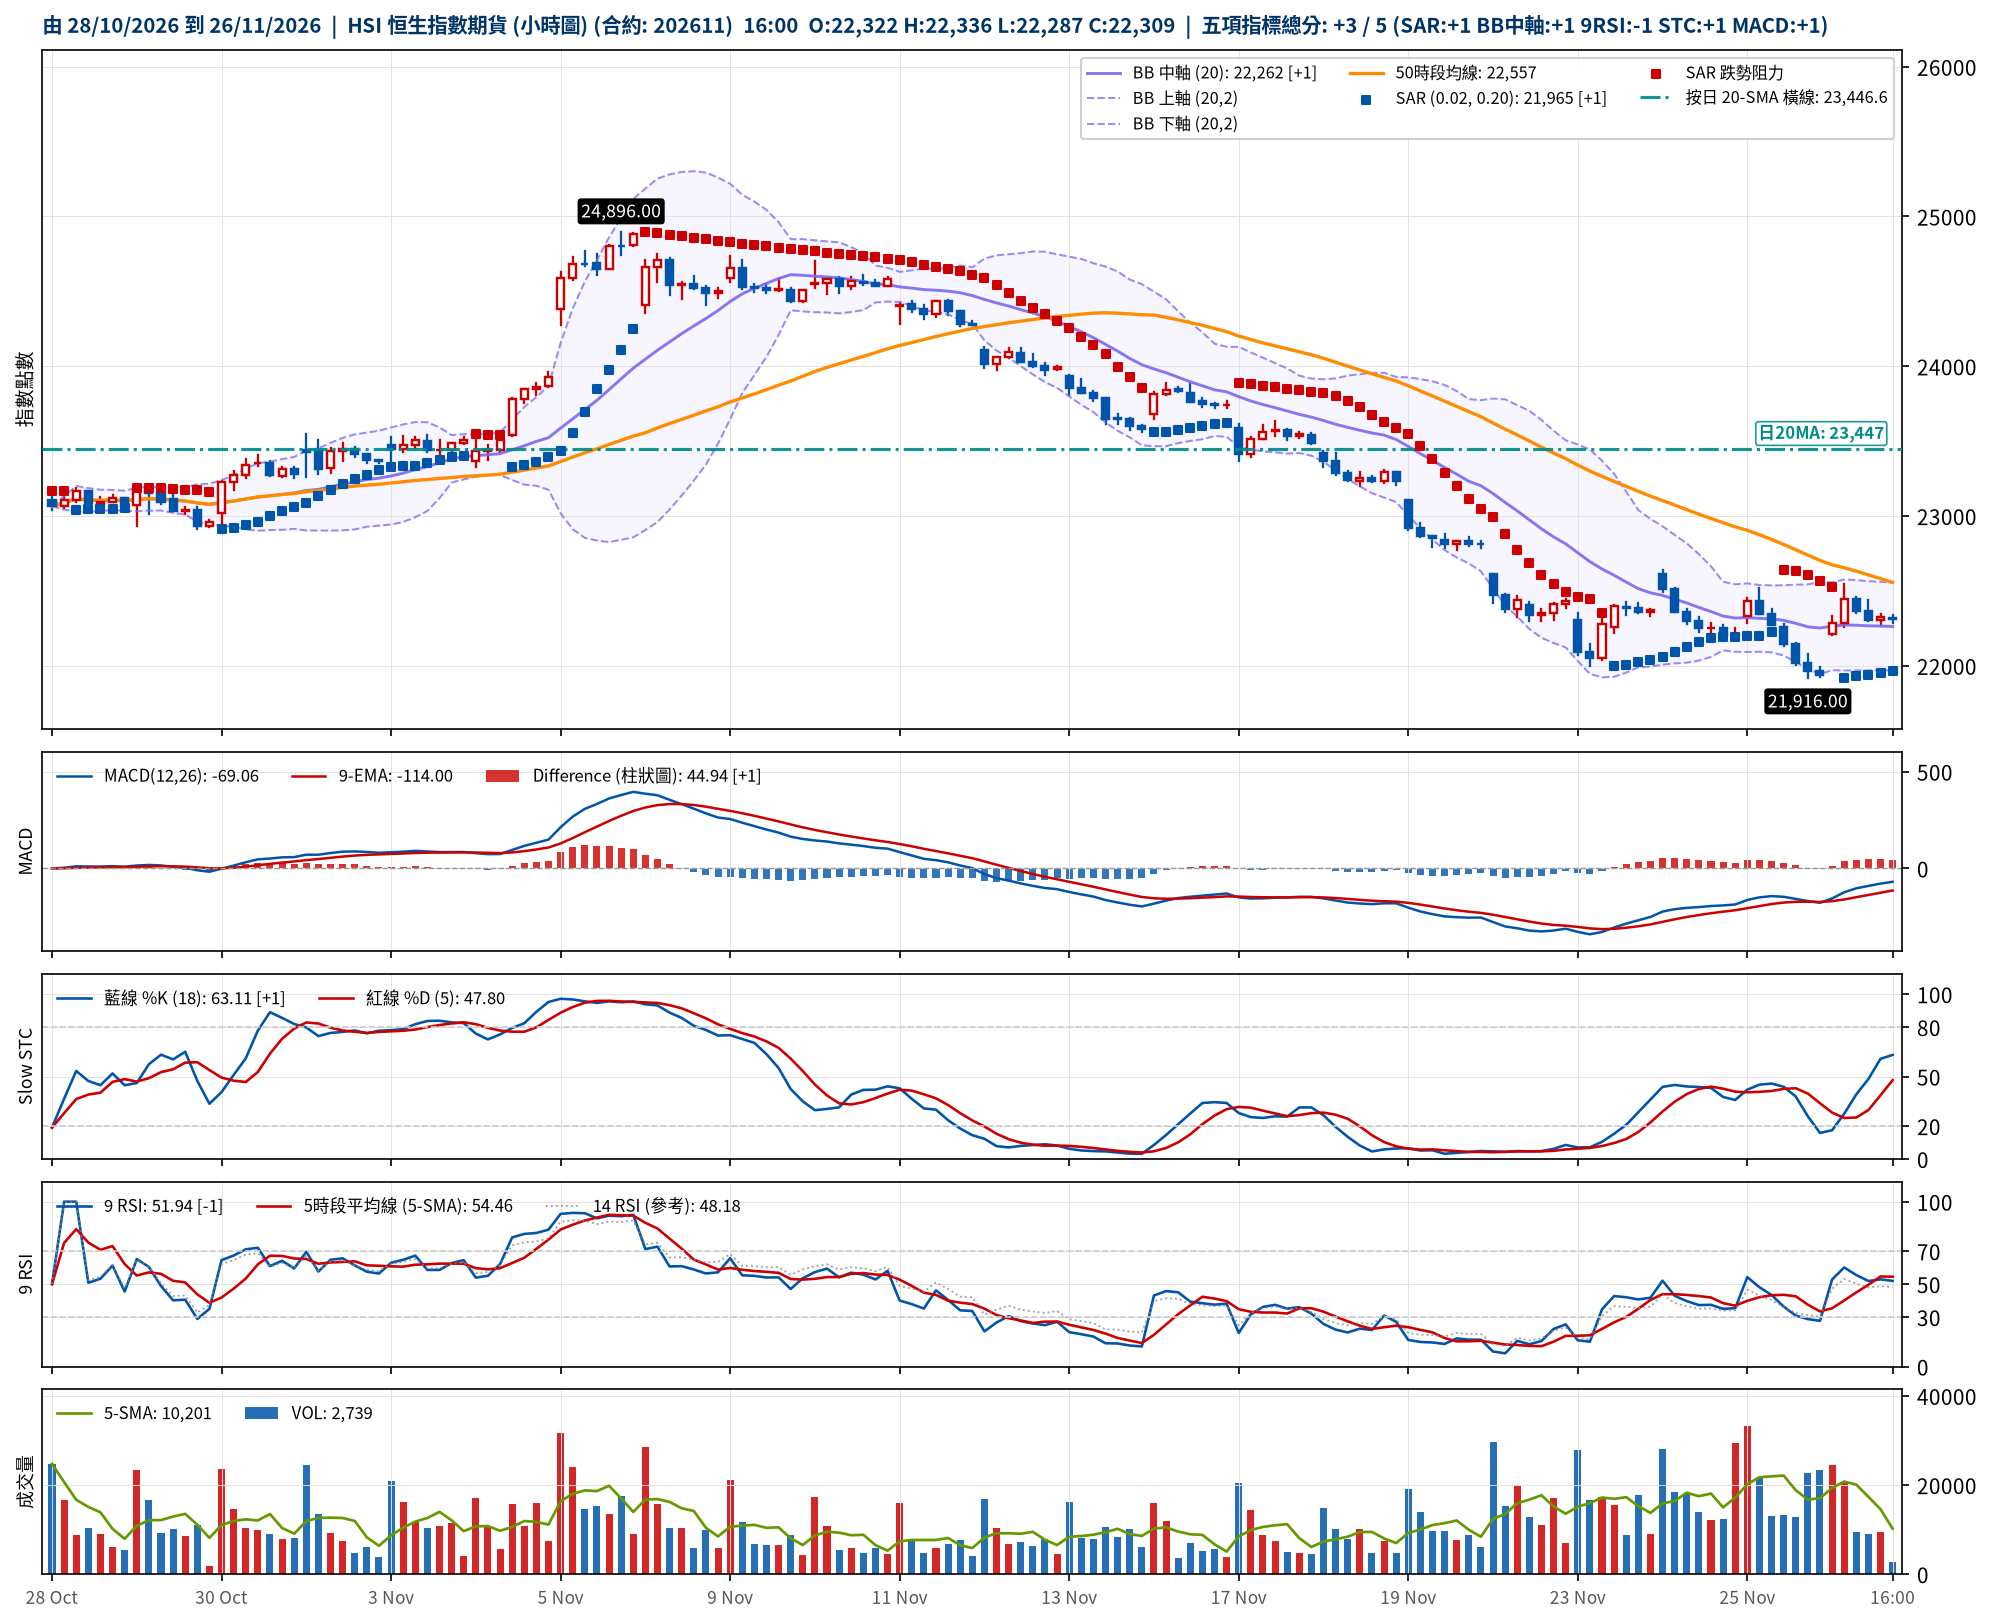 由 28/10/2026 到 26/11/2026 | HSI 恒生指數期貨 (小時圖) (合約: 202611) 16:00 O:22,322 H:22,336 L:22,287 C:22,309 | 五項指標總分: +3 / 5 (SAR:+1 BB中軸:+1 9RSI:-1 STC:+1 MACD:+1)
BB 中軸 (20): 22,262 [+1]
BB 上軸 (20,2)
BB 下軸 (20,2)
50時段均線: 22,557
SAR (0.02, 0.20): 21,965 [+1]
SAR 跌勢阻力
按日 20-SMA 橫線: 23,446.6
指數點數
26000
25000
24000
23000
22000
24,896.00
日20MA: 23,447
21,916.00
MACD(12,26): -69.06
9-EMA: -114.00
Difference (柱狀圖): 44.94 [+1]
MACD
500
0
藍線 %K (18): 63.11 [+1]
紅線 %D (5): 47.80
Slow STC
100
80
50
20
0
9 RSI: 51.94 [-1]
5時段平均線 (5-SMA): 54.46
14 RSI (參考): 48.18
9 RSI
100
70
50
30
0
5-SMA: 10,201
VOL: 2,739
成交量
40000
20000
0
28 Oct
30 Oct
3 Nov
5 Nov
9 Nov
11 Nov
13 Nov
17 Nov
19 Nov
23 Nov
25 Nov
16:00